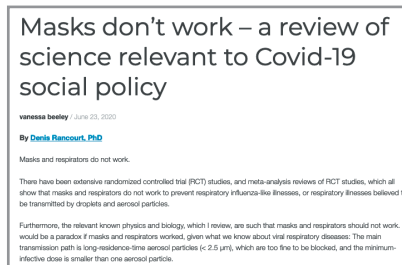 Masks don't work – a review of
science relevant to Covid-19
social policy
vanessa beeley / June 23, 2020
By Denis Rancourt, PhD
Masks and respirators do not work.
There have been extensive randomized controlled trial (RCT) studies, and meta-analysis reviews of RCT studies, which all
show that masks and respirators do not work to prevent respiratory influenza-like illnesses, or respiratory illnesses believed
be transmitted by droplets and aerosol particles.
Furthermore, the relevant known physics and biology, which I review, are such that masks and respirators should not work.
would be a paradox if masks and respirators worked, given what we know about viral respiratory diseases: The main
transmission path is long-residence-time aerosol particles (< 2.5 μm), which are too fine to be blocked, and the minimum-
infective dose is smaller than one aerosol particle.